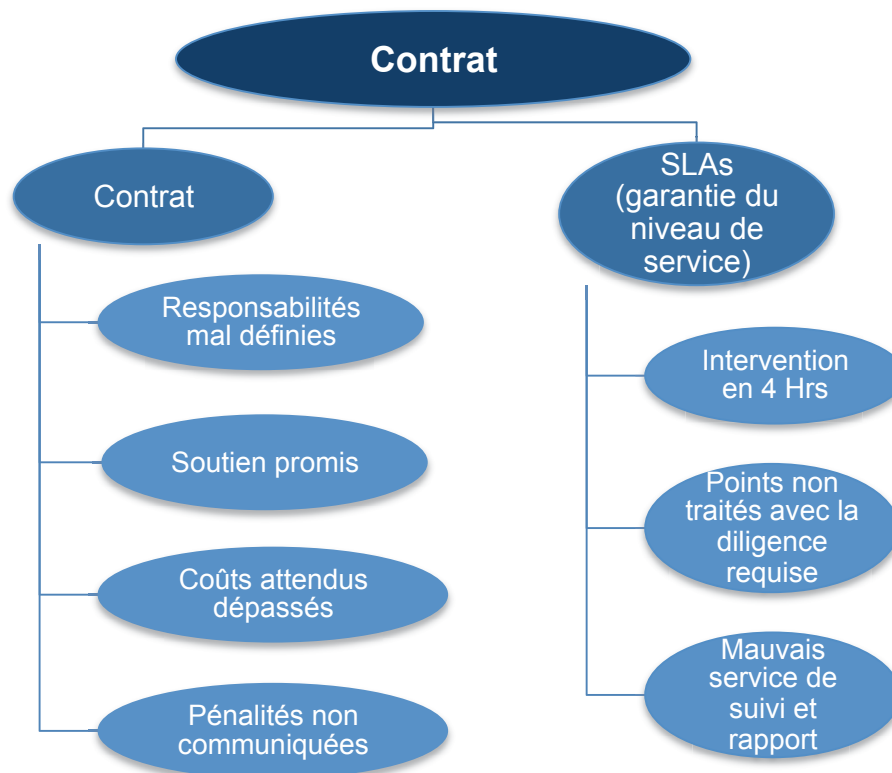 Contrat
Contrat
Responsabilités
mal définies
Soutien promis
Coûts attendus
dépassés
Pénalités non
communiquées
SLAs
(garantie du
niveau de
service)
Intervention
en 4 Hrs
Points non
traités avec la
diligence
requise
Mauvais
service de
suivi et
rapport